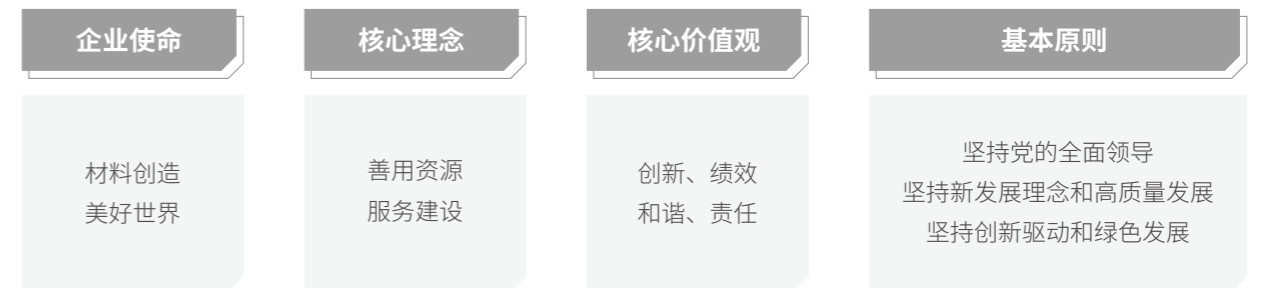 企业使命
材料创造
美好世界
核心理念
善用资源
服务建设
核心价值观
创新、绩效
和谐、责任
基本原则
坚持党的全面领导
坚持新发展理念和高质量发展
坚持创新驱动和绿色发展